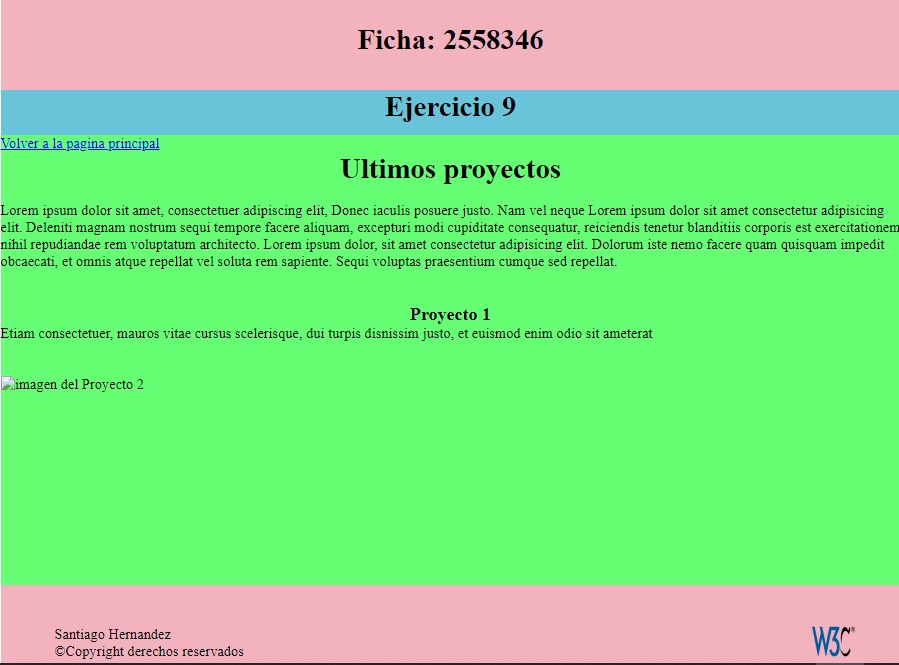 Ficha: 2558346
Ejercicio 9
Volver a la pagina principal
Ultimos proyectos
Lorem ipsum dolor sit amet, consectetuer adipiscing elit, Donec iaculis posuere justo. Nam vel neque Lorem ipsum dolor sit amet consectetur adipisicing
elit. Deleniti magnam nostrum sequi tempore facere aliquam, excepturi modi cupiditate consequatur, reiciendis tenetur blanditiis corporis est exercitationem
nihil repudiandae rem voluptatum architecto. Lorem ipsum dolor, sit amet consectetur adipisicing elit. Dolorum iste nemo facere quam quisquam impedit
obcaecati, et omnis atque repellat vel soluta rem sapiente. Sequi voluptas praesentium cumque sed repellat.
Proyecto 1
Etiam consectetuer, mauros vitae cursus scelerisque, dui turpis disnissim justo, et euismod enim odio sit ameterat
imagen del Proyecto 2
Santiago Hernandez
©Copyright derechos reservados
W3C®